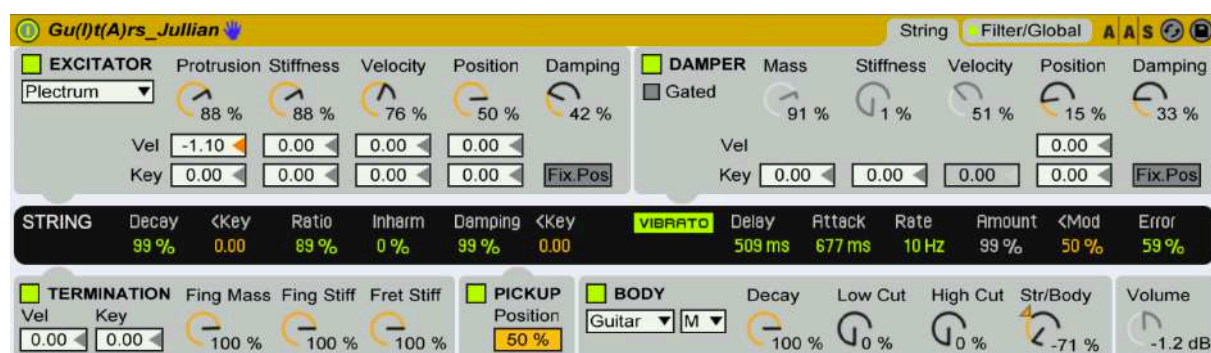 Gu(I)t(A)rs_Jullian String Filter/Global A A S
EXCITATOR Protrusion Stiffness Velocity Position Damping DAMPER Mass Stiffness Velocity Position Damping
Plectrum Gated
88 % 88 % 76 % 50 % 42 % 91 % 1 % 51 % 15 % 33 %
Vel -1.10 0.00 0.00 0.00 Vel 0.00
Key 0.00 0.00 0.00 0.00 Fix.Pos Key 0.00 0.00 0.00 0.00 Fix.Pos
STRING Decay <Key Ratio Inharm Damping <Key VIBRATO Delay Attack Rate Amount <Mod Error
99 % 0.00 89 % 0 % 99 % 0.00 509 ms 677 ms 10 Hz 99 % 50 % 59 %
TERMINATION Fing Mass Fing Stiff Fret Stiff PICKUP BODY Decay Low Cut High Cut Str/Body Volume
Vel Key Position Guitar M
0.00 0.00 100 % 100 % 100 % 50 % 100 % 0 % 0 % -71 % -1.2 dB